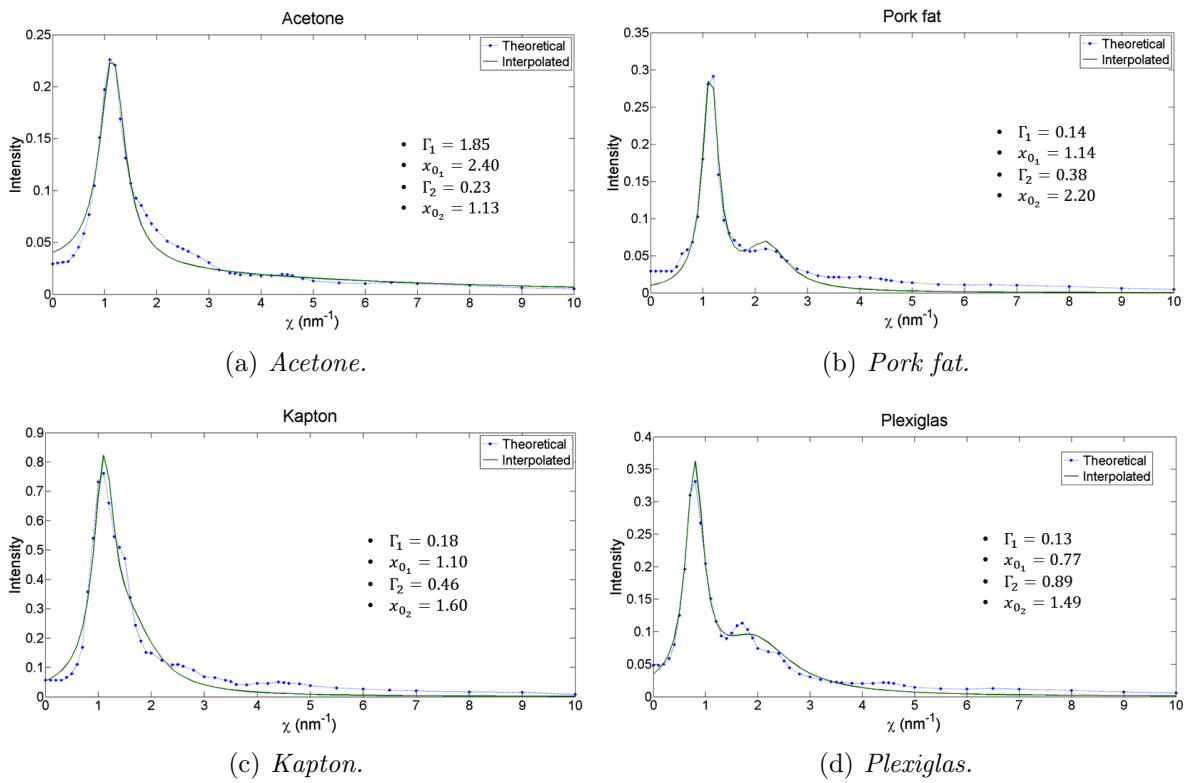 Acetone
0.25
0.2
0.15
0.1
0.05
0
Intensity
0 1 2 3 4 5 6 7 8 9 10
χ (nm⁻¹)
Theoretical
Interpolated
• Γ₁ = 1.85
• x₀₁ = 2.40
• Γ₂ = 0.23
• x₀₂ = 1.13
(a) Acetone.
Pork fat
0.35
0.3
0.25
0.2
0.15
0.1
0.05
0
Intensity
0 1 2 3 4 5 6 7 8 9 10
χ (nm⁻¹)
Theoretical
Interpolated
• Γ₁ = 0.14
• x₀₁ = 1.14
• Γ₂ = 0.38
• x₀₂ = 2.20
(b) Pork fat.
Kapton
0.9
0.8
0.7
0.6
0.5
0.4
0.3
0.2
0.1
0
Intensity
0 1 2 3 4 5 6 7 8 9 10
χ (nm⁻¹)
Theoretical
Interpolated
• Γ₁ = 0.18
• x₀₁ = 1.10
• Γ₂ = 0.46
• x₀₂ = 1.60
(c) Kapton.
Plexiglas
0.4
0.35
0.3
0.25
0.2
0.15
0.1
0.05
0
Intensity
0 1 2 3 4 5 6 7 8 9 10
χ (nm⁻¹)
Theoretical
Interpolated
• Γ₁ = 0.13
• x₀₁ = 0.77
• Γ₂ = 0.89
• x₀₂ = 1.49
(d) Plexiglas.